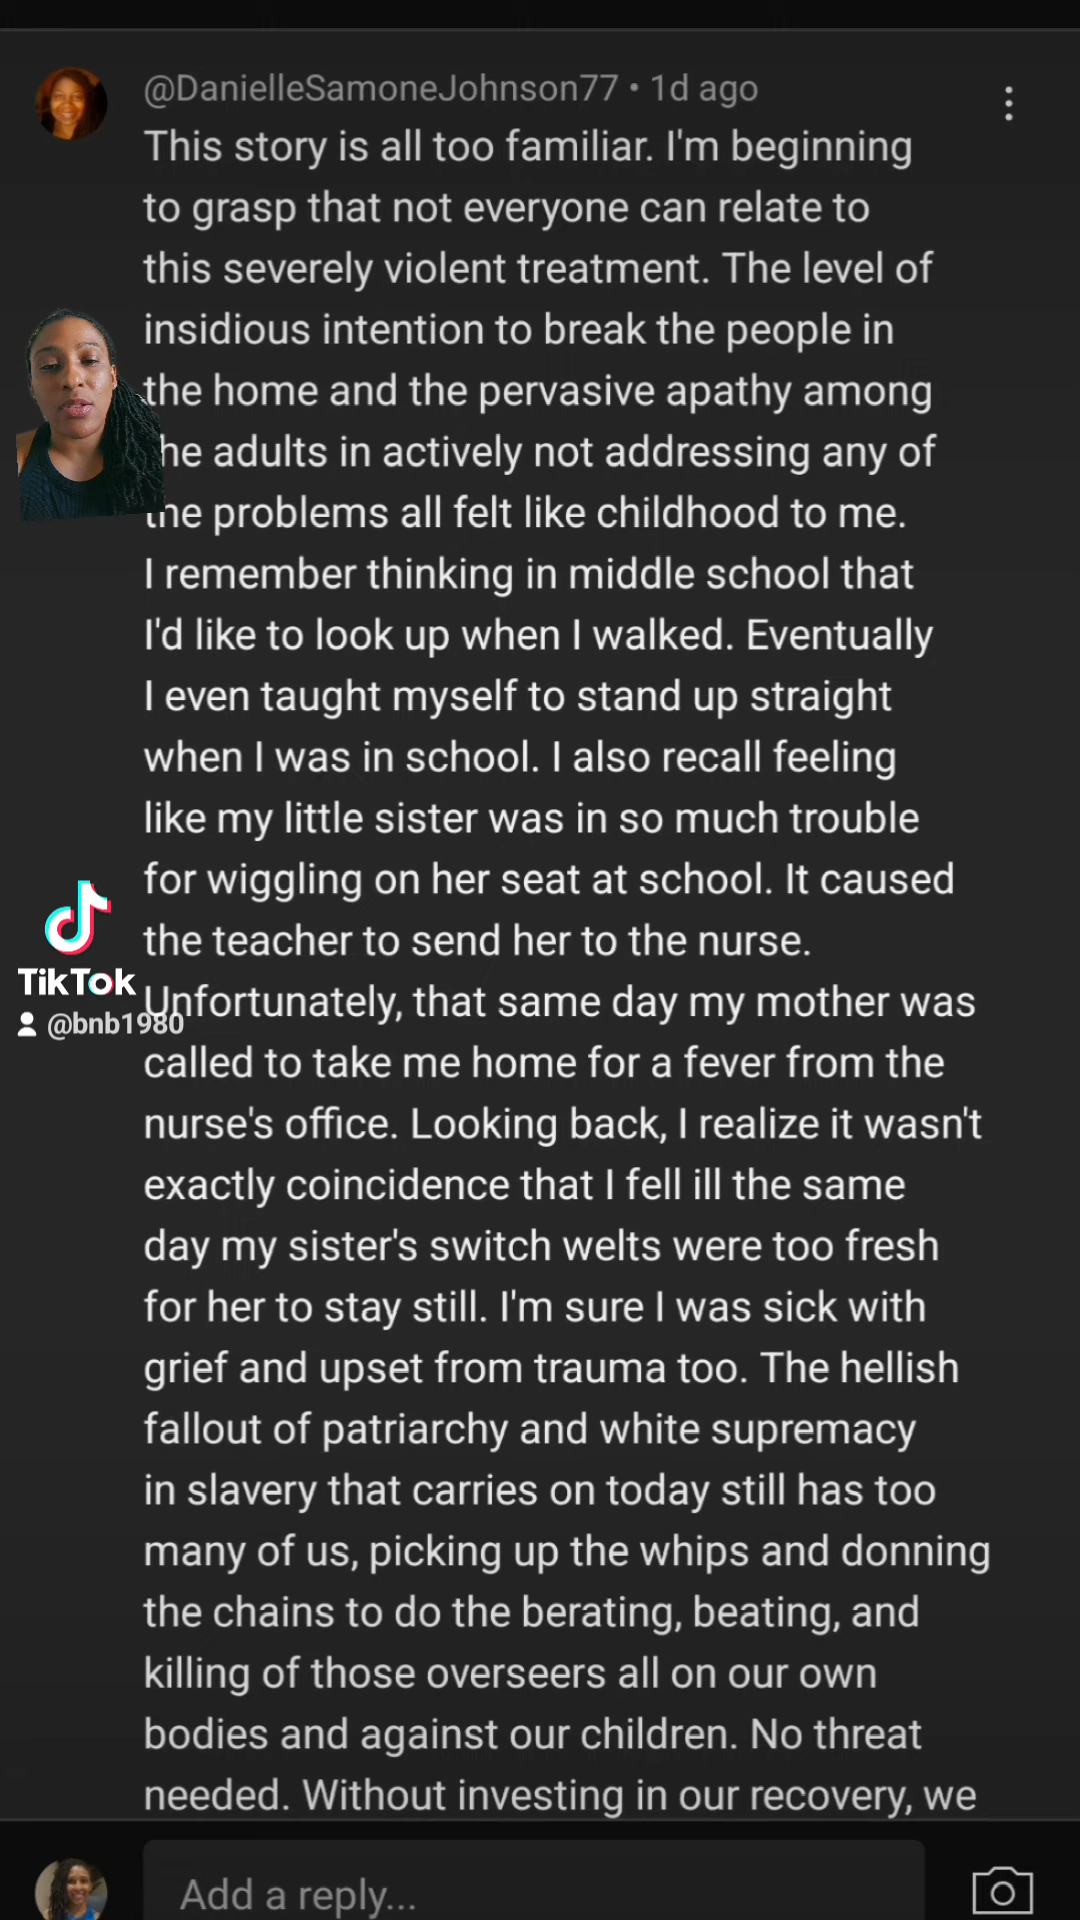 @DanielleSamoneJohnson77 • 1d ago
This story is all too familiar. I'm beginning
to grasp that not everyone can relate to
this severely violent treatment. The level of
insidious intention to break the people in
the home and the pervasive apathy among
the adults in actively not addressing any of
the problems all felt like childhood to me.
I remember thinking in middle school that
I'd like to look up when I walked. Eventually
I even taught myself to stand up straight
when I was in school. I also recall feeling
like my little sister was in so much trouble
for wiggling on her seat at school. It caused
the teacher to send her to the nurse.
TikTok
Unfortunately, that same day my mother was
@bnb1980
called to take me home for a fever from the
nurse's office. Looking back, I realize it wasn't
exactly coincidence that I fell ill the same
day my sister's switch welts were too fresh
for her to stay still. I'm sure I was sick with
grief and upset from trauma too. The hellish
fallout of patriarchy and white supremacy
in slavery that carries on today still has too
many of us, picking up the whips and donning
the chains to do the berating, beating, and
killing of those overseers all on our own
bodies and against our children. No threat
needed. Without investing in our recovery, we
Add a reply...